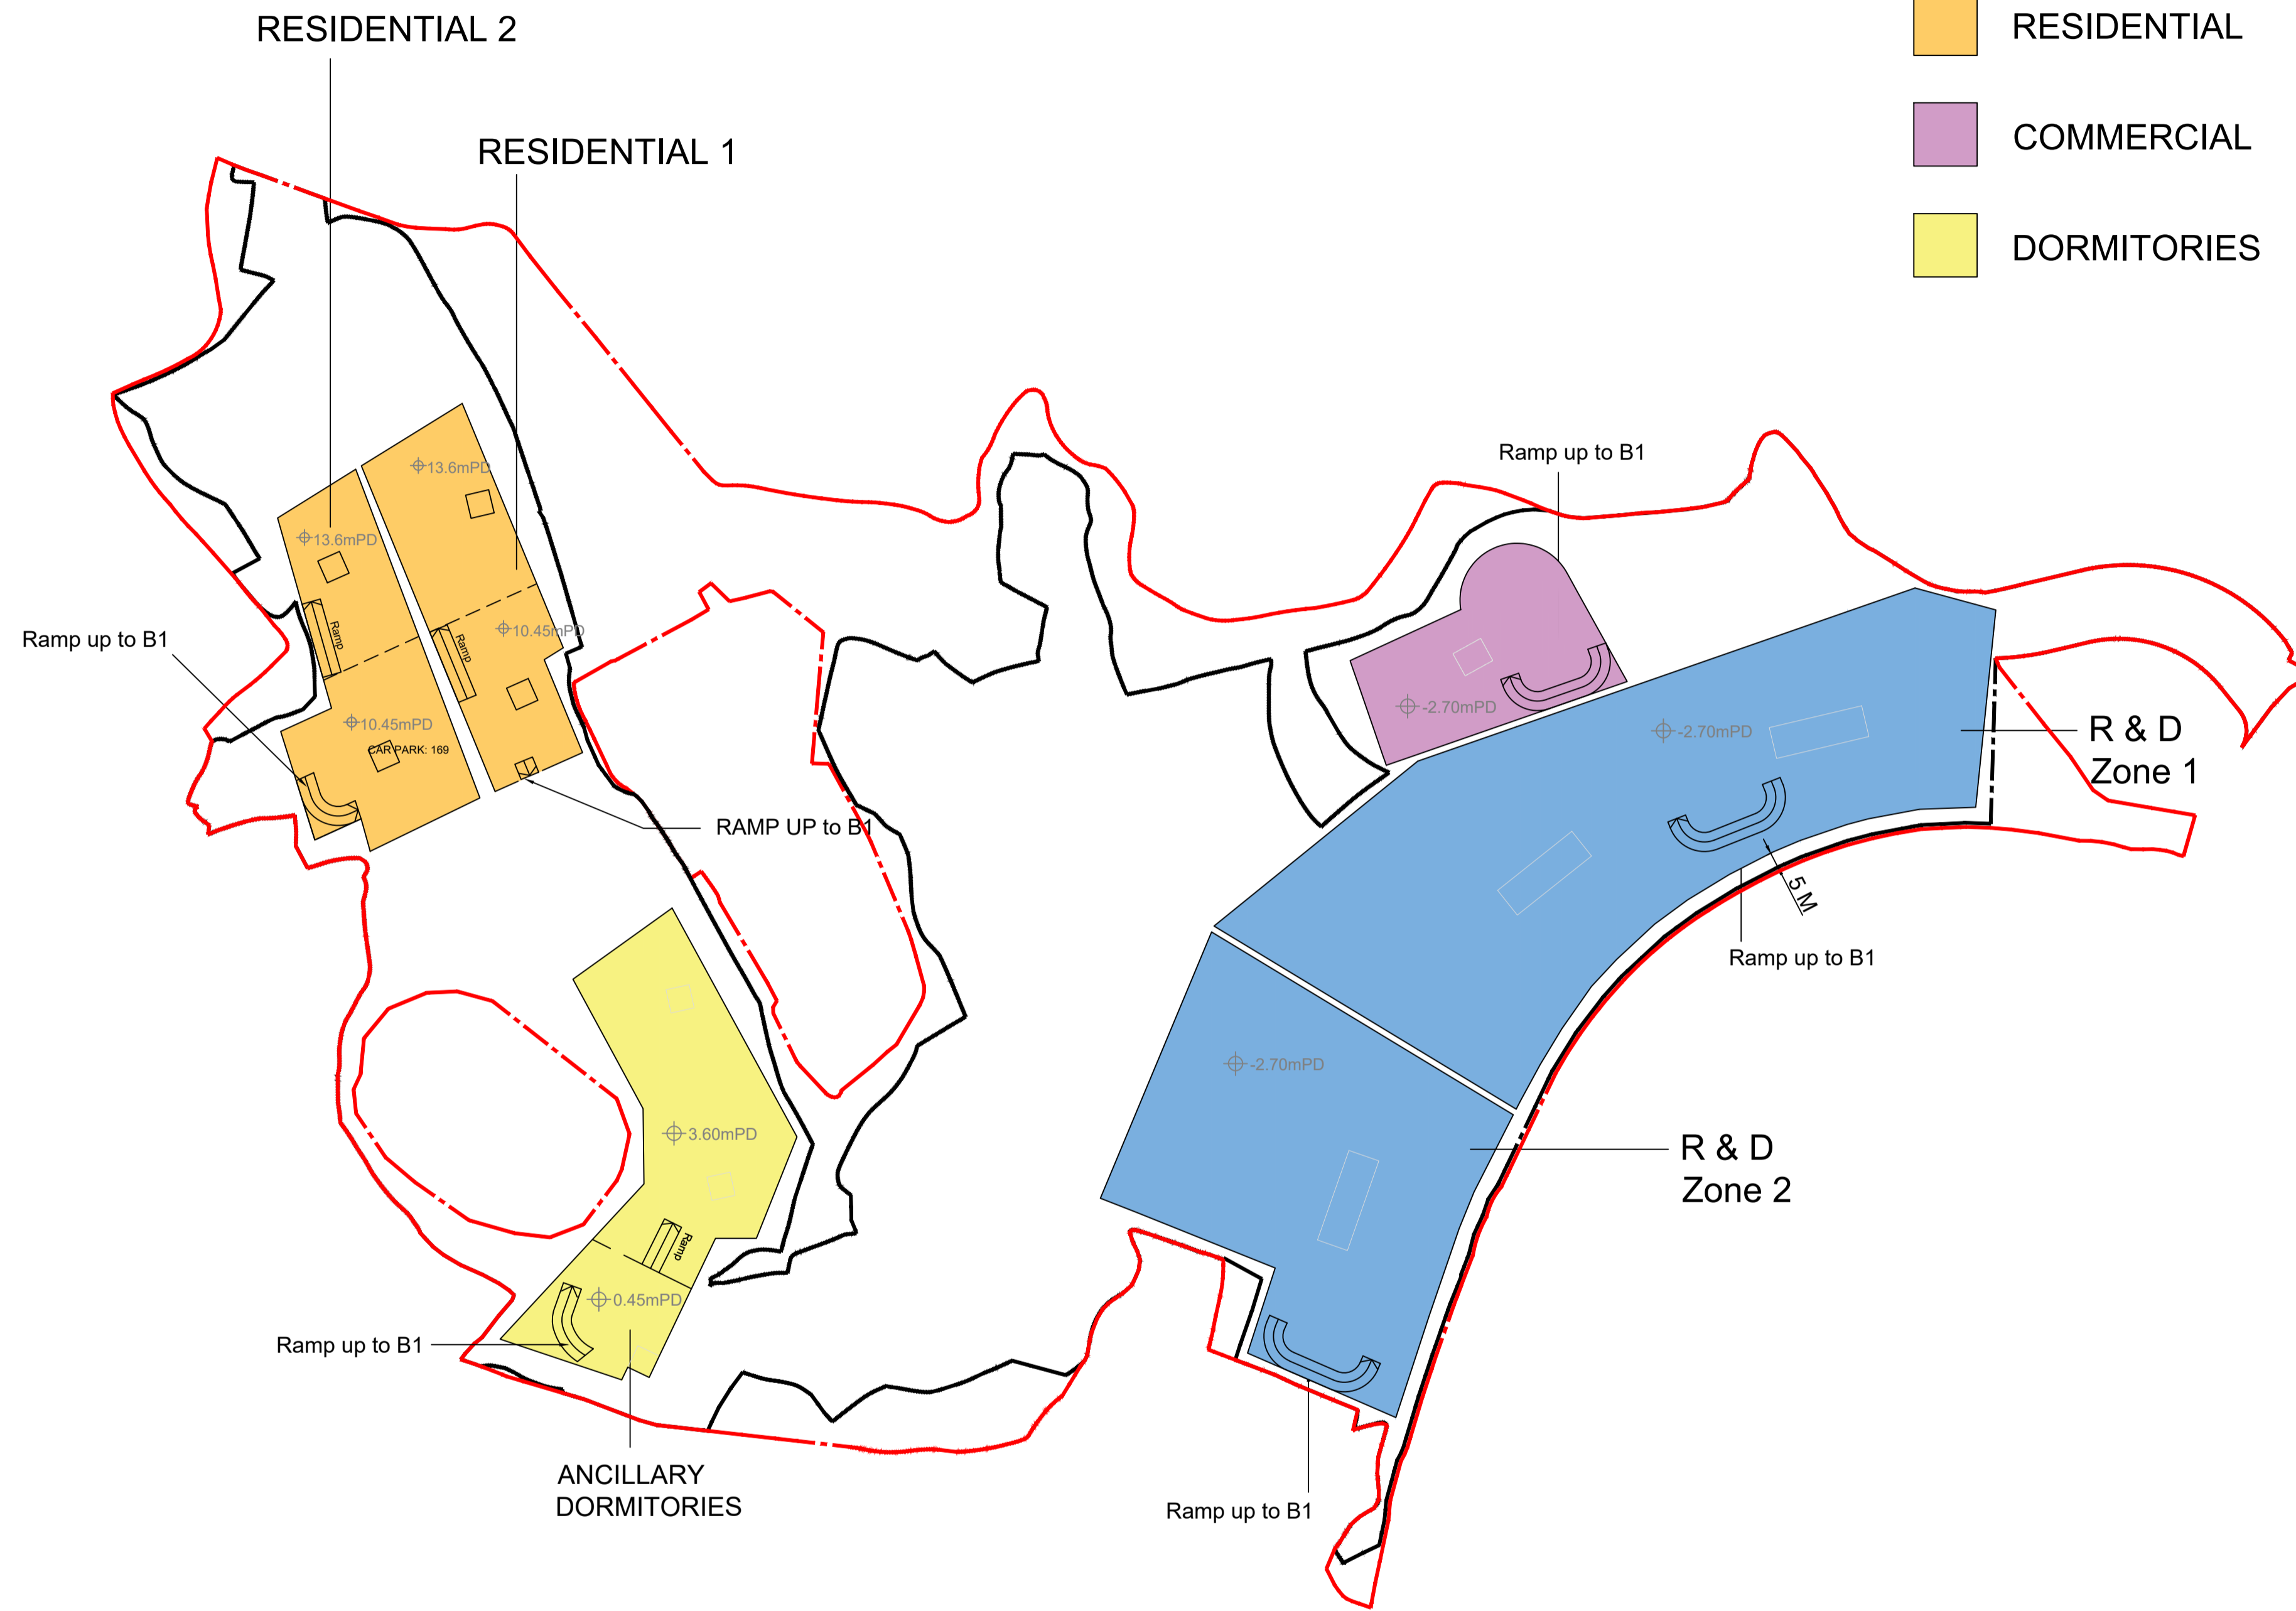 RESIDENTIAL 2
RESIDENTIAL
COMMERCIAL
RESIDENTIAL 1
DORMITORIES
Ramp up to B1
13.6mPD
13.6mPD
Ramp up to B1
Ramp
Ramp
10.45mPD
-2.70mPD
10.45mPD
CAR PARK: 169
-2.70mPD
R & D
Zone 1
RAMP UP to B1
5 M
Ramp up to B1
-2.70mPD
3.60mPD
R & D
Zone 2
Ramp
0.45mPD
Ramp up to B1
ANCILLARY
DORMITORIES
Ramp up to B1